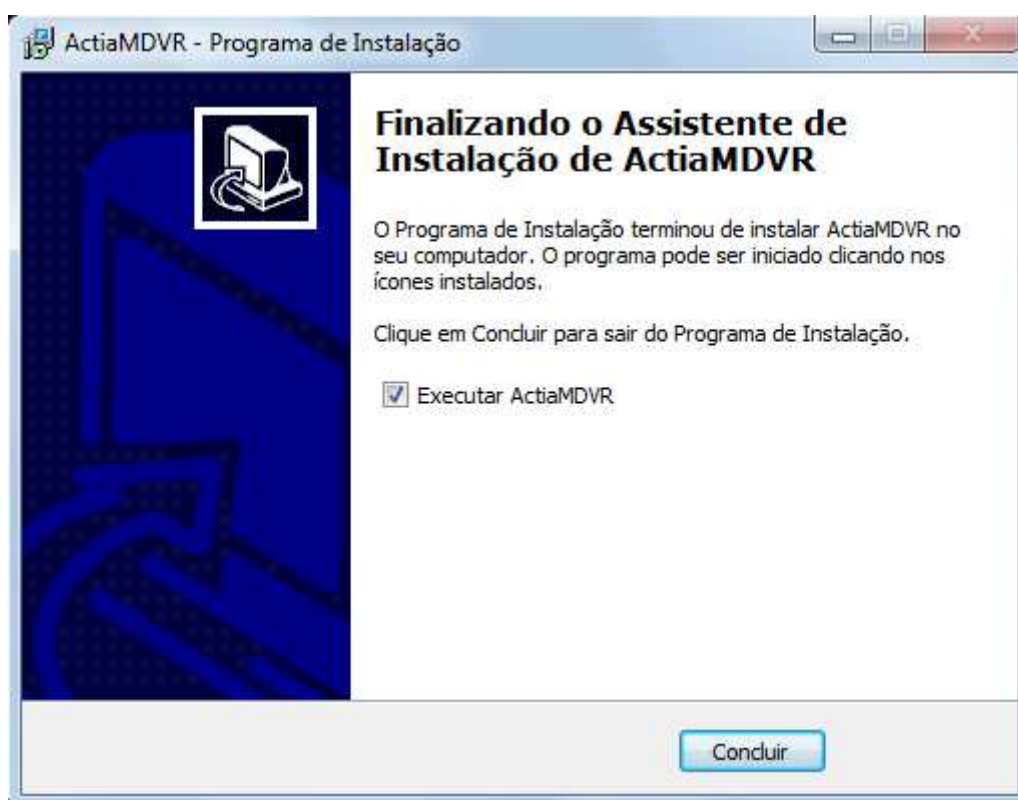 ActiaMDVR - Programa de Instalação
Finalizando o Assistente de
Instalação de ActiaMDVR
O Programa de Instalação terminou de instalar ActiaMDVR no
seu computador. O programa pode ser iniciado clicando nos
ícones instalados.
Clique em Concluir para sair do Programa de Instalação.
Executar ActiaMDVR
Concluir